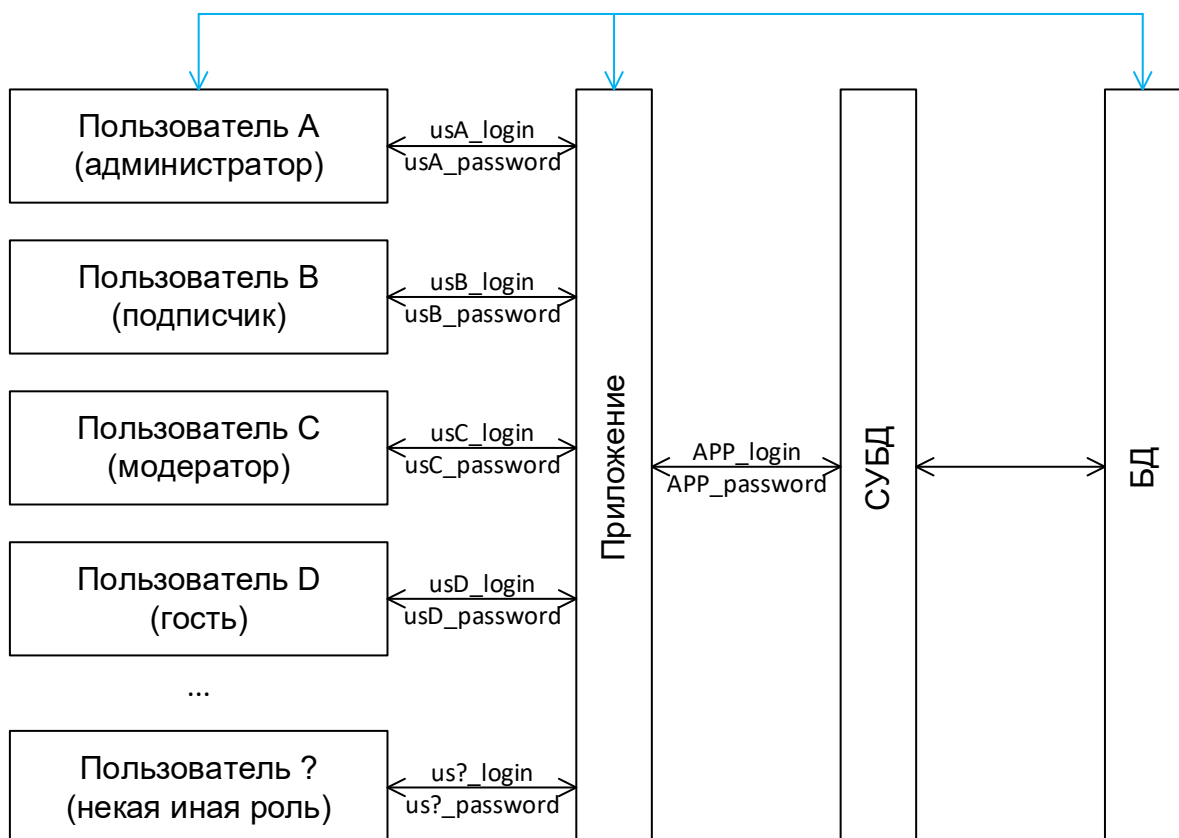 Пользователь A
(администратор)
usA_login
usA_password
Пользователь B
(подписчик)
usB_login
usB_password
Пользователь C
(модератор)
usC_login
usC_password
Пользователь D
(гость)
usD_login
usD_password
...
Пользователь ?
(некая иная роль)
us?_login
us?_password
Приложение
APP_login
APP_password
СУБД
БД